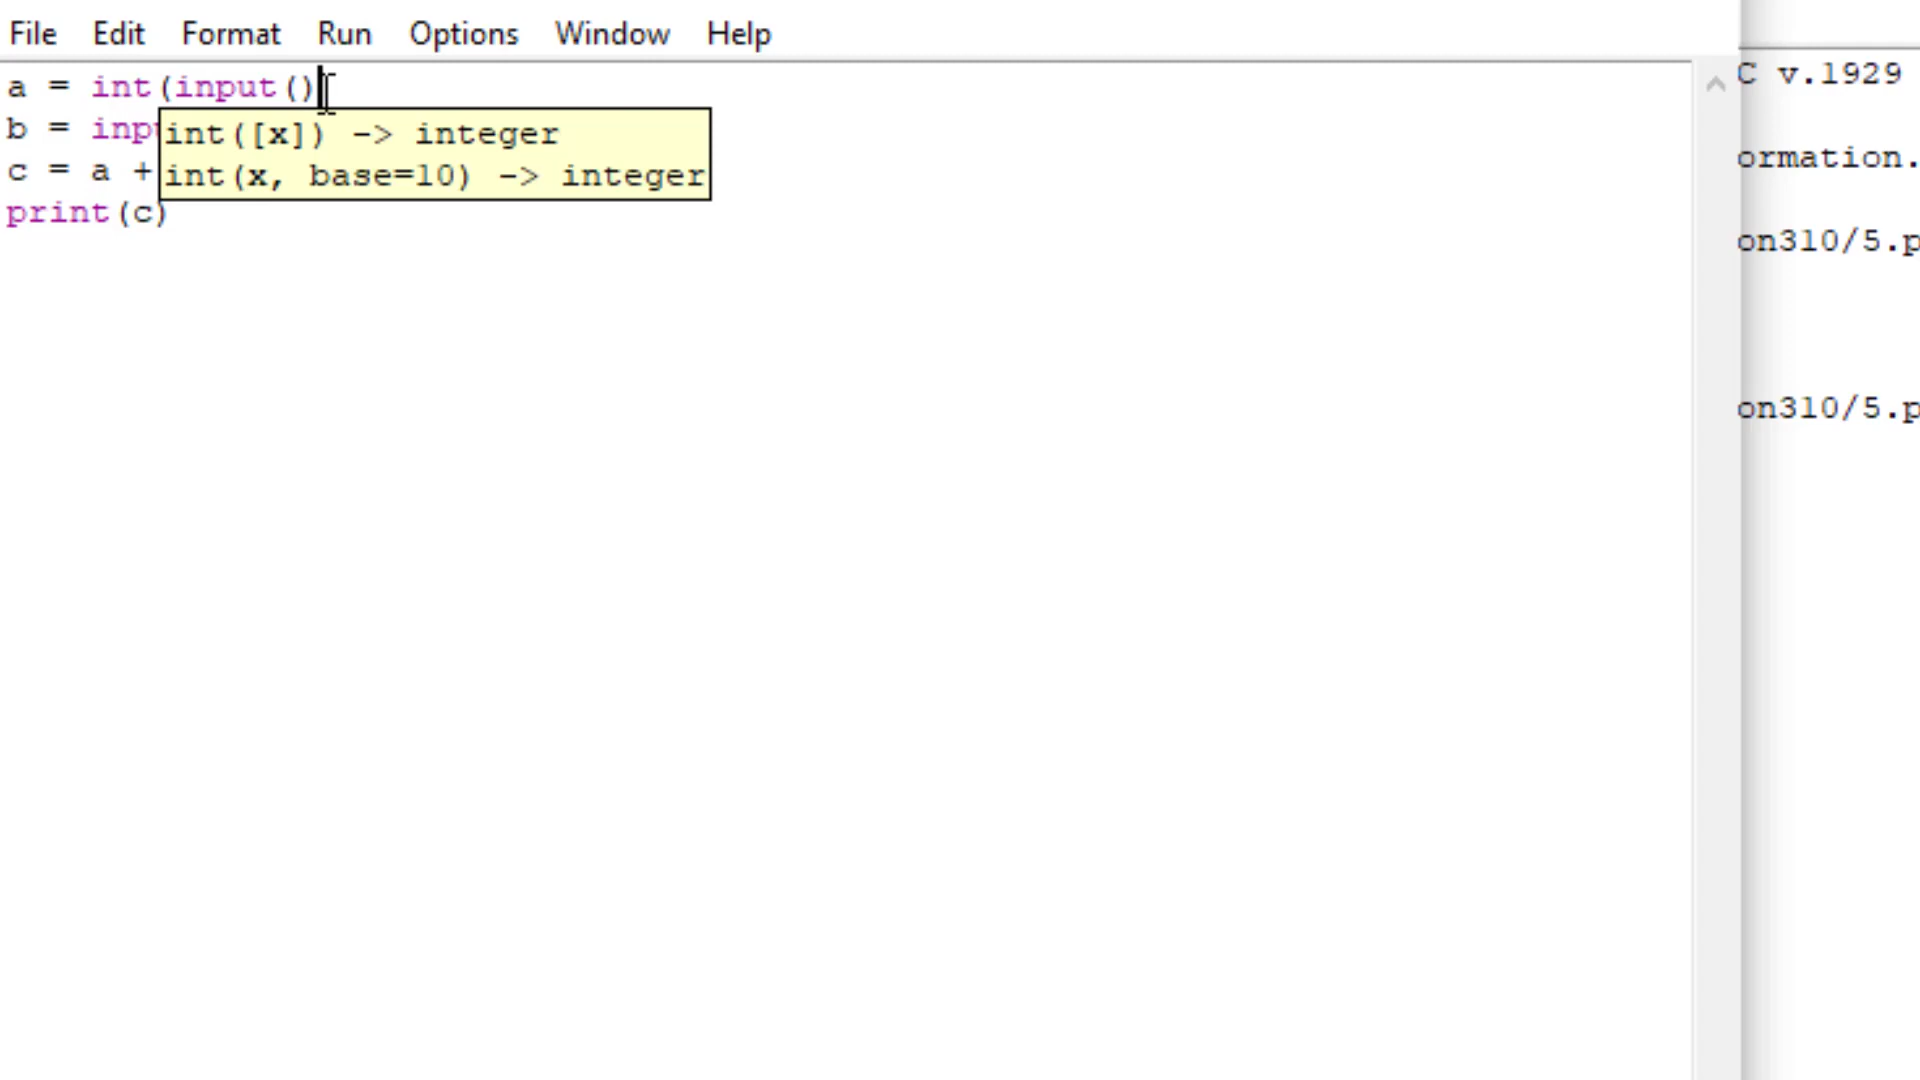 File Edit Format Run Options Window Help
a = int(input()
b = inp
c = a +
print(c)
int([x]) -> integer
int(x, base=10) -> integer
C v.1929
ormation.
on310/5.p
on310/5.p